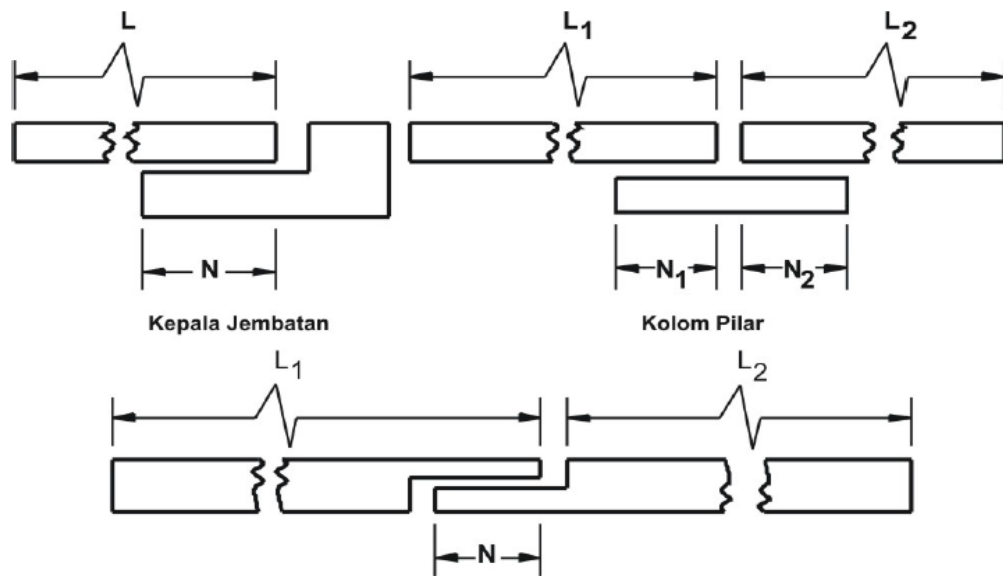 L L₁ L₂
N N₁ N₂
Kepala Jembatan Kolom Pilar
L₁ L₂
N